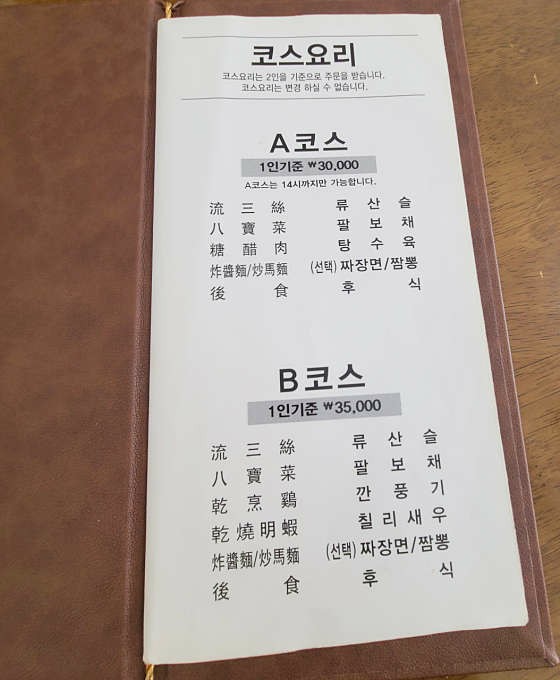 코스요리
코스요리는 2인을 기준으로 주문을 받습니다.
코스요리는 변경 하실 수 없습니다.
A코스
1인기준 ₩30,000
A코스는 14시까지만 가능합니다.
流三絲 류산슬
八寶菜 팔보채
糖醋肉 탕수육
炸醬麵/炒馬麵 (선택) 짜장면/짬뽕
後食 후식
B코스
1인기준 ₩35,000
流三絲 류산슬
八寶菜 팔보채
乾烹鷄 깐풍기
乾燒明蝦 칠리새우
炸醬麵/炒馬麵 (선택) 짜장면/짬뽕
後食 후식